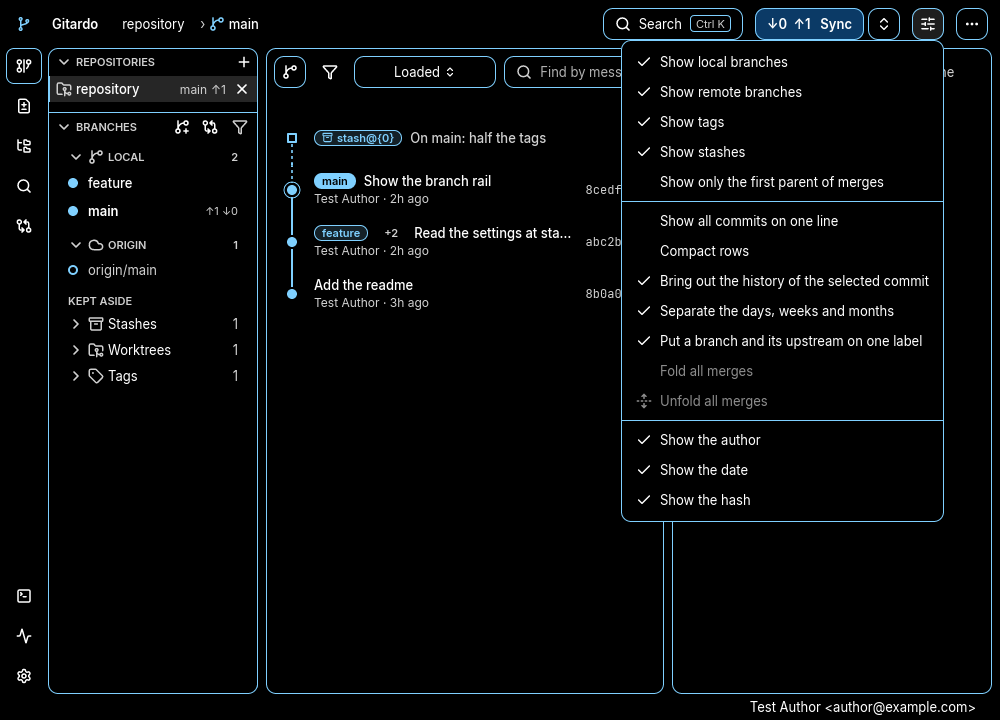 Gitardo repository › main Search Ctrl K ↓0 ↑1 Sync
REPOSITORIES
repository main ↑1
BRANCHES
LOCAL 2
feature
main ↑1 ↓0
ORIGIN 1
origin/main
KEPT ASIDE
Stashes 1
Worktrees 1
Tags 1
Loaded Find by mess
stash@{0} On main: half the tags
main Show the branch rail
Test Author · 2h ago 8cedf
feature +2 Read the settings at sta…
Test Author · 2h ago abc2b
Add the readme
Test Author · 3h ago 8b0a0
Show local branches
Show remote branches
Show tags
Show stashes
Show only the first parent of merges
Show all commits on one line
Compact rows
Bring out the history of the selected commit
Separate the days, weeks and months
Put a branch and its upstream on one label
Fold all merges
Unfold all merges
Show the author
Show the date
Show the hash
Test Author <author@example.com>